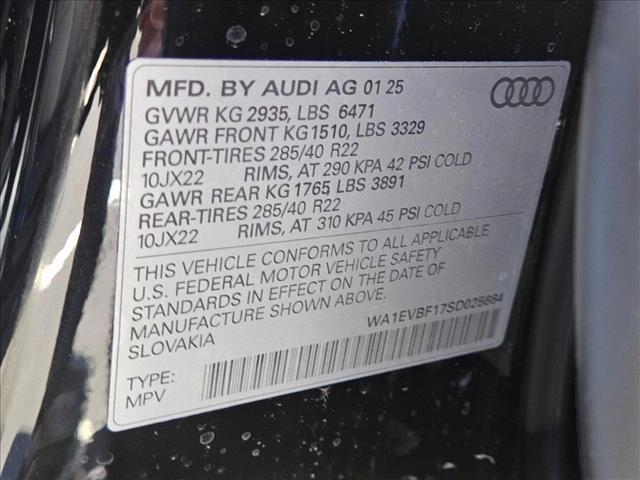 MFD. BY AUDI AG 01 25
GVWR KG 2935, LBS 6471
GAWR FRONT KG1510, LBS 3329
FRONT-TIRES 285/40 R22
10JX22 RIMS, AT 290 KPA 42 PSI COLD
GAWR REAR KG 1765 LBS 3891
REAR-TIRES 285/40 R22
10JX22 RIMS, AT 310 KPA 45 PSI COLD
THIS VEHICLE CONFORMS TO ALL APPLICABLE
U.S. FEDERAL MOTOR VEHICLE SAFETY
STANDARDS IN EFFECT ON THE DATE OF
MANUFACTURE SHOWN ABOVE.
SLOVAKIA
WA1EVBF17SD025664
TYPE:
MPV